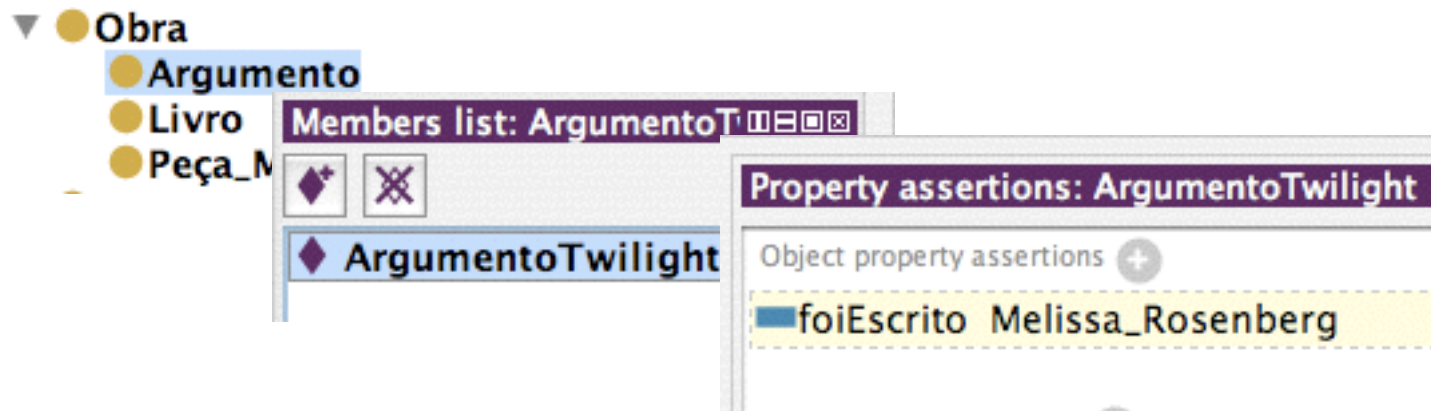 Obra
Argumento
Livro
Peça_M
Members list: ArgumentoT
ArgumentoTwilight
Property assertions: ArgumentoTwilight
Object property assertions
foiEscrito Melissa_Rosenberg